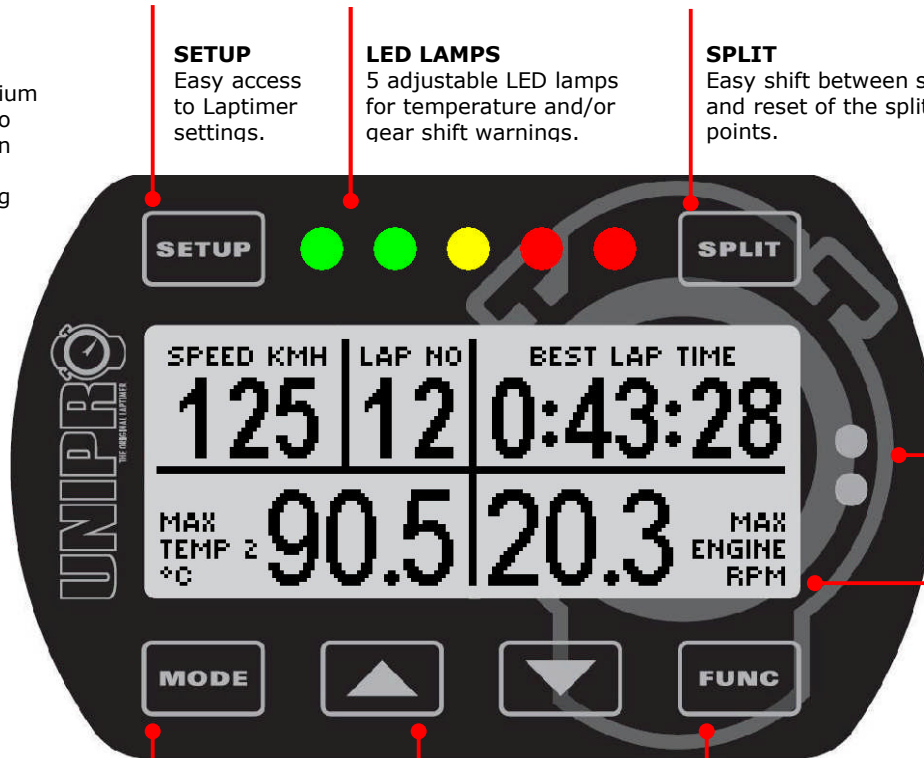 SETUP
Easy access
to Laptimer
settings.
LED LAMPS
5 adjustable LED lamps
for temperature and/or
gear shift warnings.
SPLIT
Easy shift between
and reset of the split
points.
SETUP
SPLIT
UNIPRO
THE ORIGINAL LAPTIMER
SPEED KMH
LAP NO
BEST LAP TIME
125
12
0:43:28
MAX
TEMP 2
°C
90.5
20.3
MAX
ENGINE
RPM
MODE
FUNC